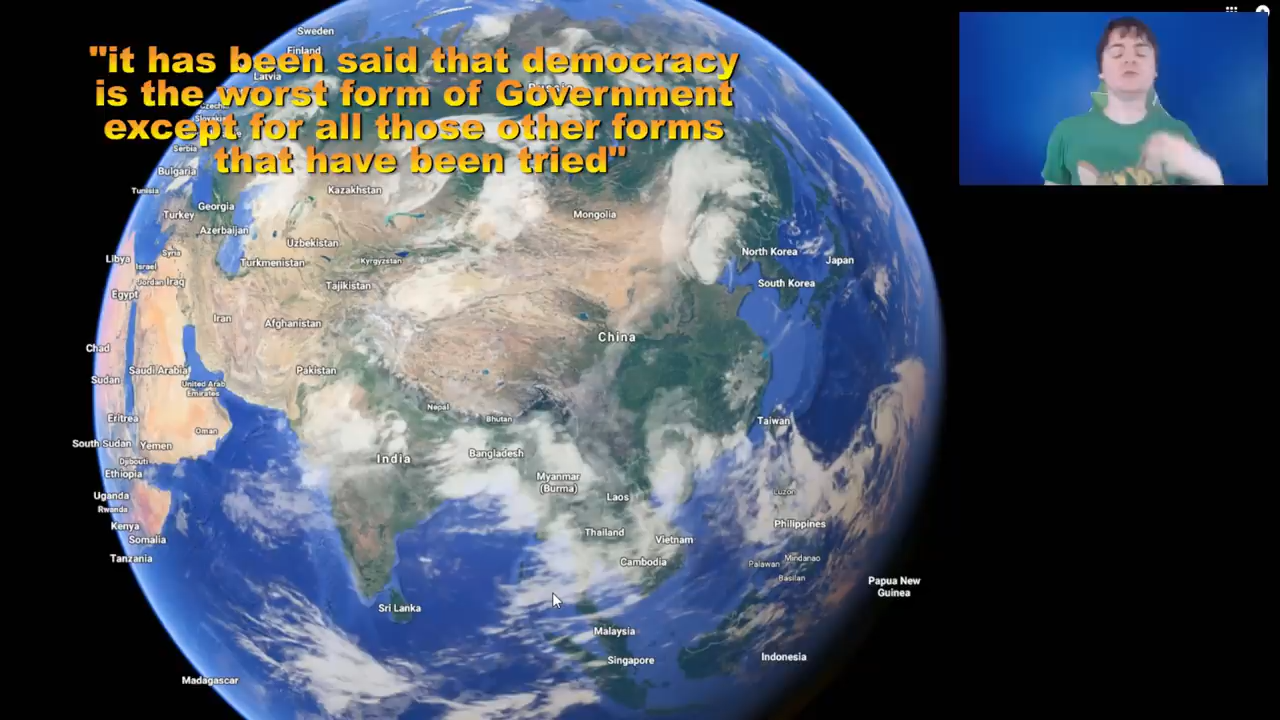 "it has been said that democracy
is the worst form of Government
except for all those other forms
that have been tried"
Sweden
Finland
Latvia
Russia
Slovakia
Serbia
Bulgaria
Tunisia
Kazakhstan
Georgia
Turkey
Mongolia
Azerbaijan
Uzbekistan
North Korea
Syria
Libya
Turkmenistan
Kyrgyzstan
Japan
Israel
Jordan
Iraq
South Korea
Tajikistan
Egypt
Iran
Afghanistan
China
Chad
Saudi Arabia
Pakistan
Sudan
United Arab
Emirates
Nepal
Eritrea
Bhutan
Taiwan
Oman
South Sudan
Yemen
India
Bangladesh
Djibouti
Ethiopia
Myanmar
(Burma)
Luzon
Uganda
Laos
Rwanda
Kenya
Philippines
Thailand
Somalia
Vietnam
Tanzania
Mindanao
Cambodia
Palawan
Basilan
Papua New
Guinea
Sri Lanka
Malaysia
Indonesia
Singapore
Madagascar